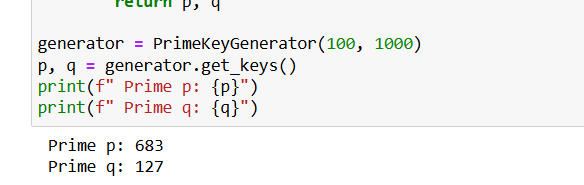 return p, q
generator = PrimeKeyGenerator(100, 1000)
p, q = generator.get_keys()
print(f" Prime p: {p}")
print(f" Prime q: {q}")
Prime p: 683
Prime q: 127